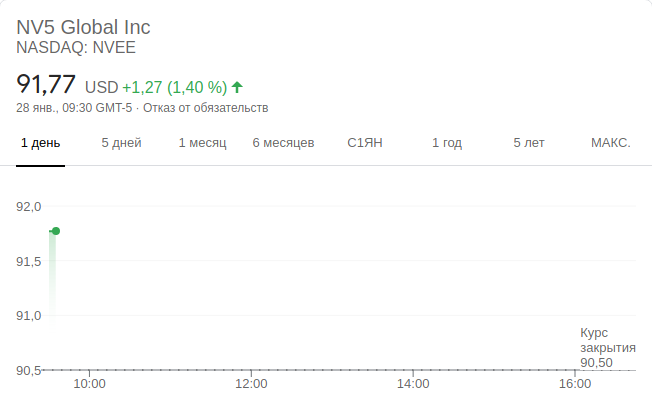 NV5 Global Inc
NASDAQ: NVEE
91,77 USD +1,27 (1,40 %)
28 янв., 09:30 GMT-5 · Отказ от обязательств
1 день 5 дней 1 месяц 6 месяцев С1ЯН 1 год 5 лет МАКС.
92,0
91,5
91,0
90,5
Курс
закрытия
90,50
10:00 12:00 14:00 16:00